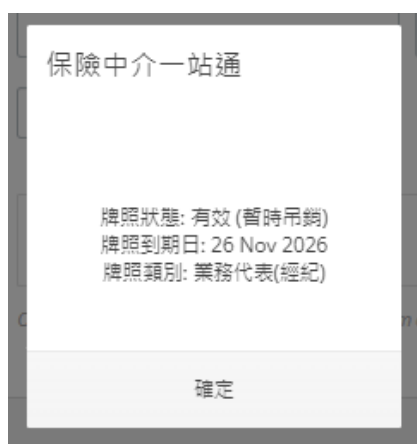 保險中介一站通
牌照狀態: 有效 (暫時吊銷)
牌照到期日: 26 Nov 2026
牌照類別: 業務代表(經紀)
確定